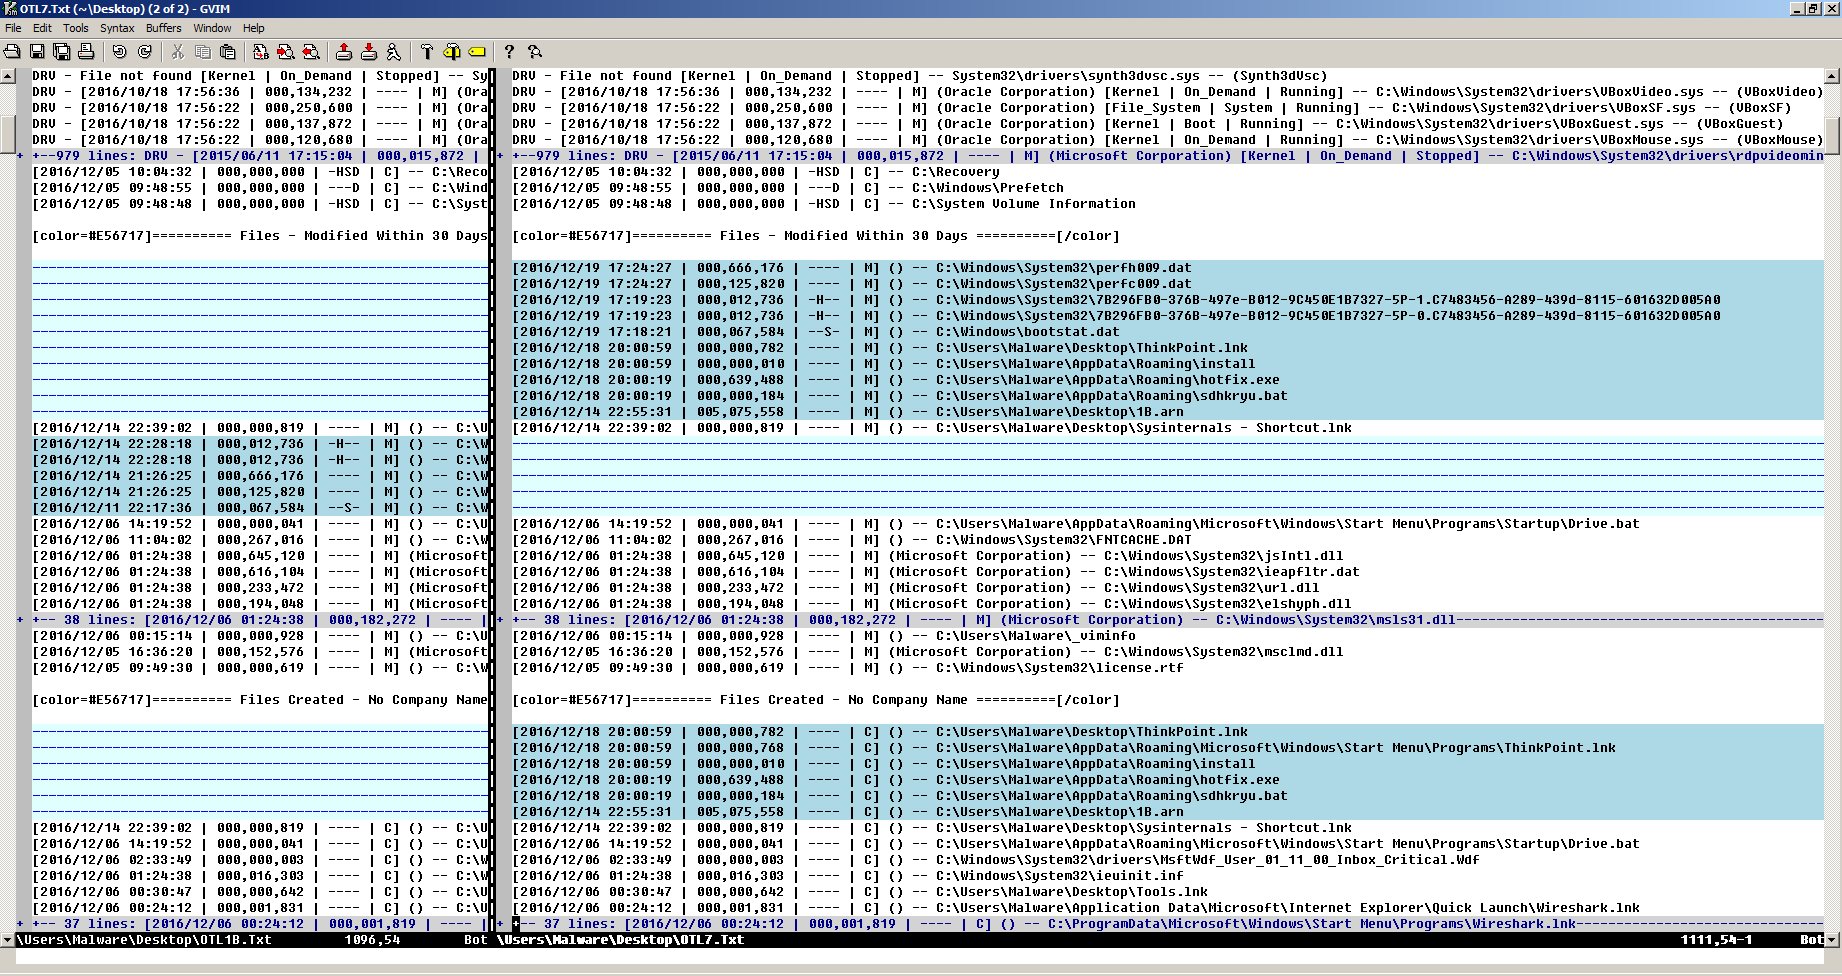 OTL7.Txt (~\Desktop) (2 of 2) - GVIM
File Edit Tools Syntax Buffers Window Help
DRV - File not found [Kernel | On_Demand | Stopped] -- Sy
DRV - [2016/10/18 17:56:36 | 000,134,232 | ---- | M] (Ora
DRV - [2016/10/18 17:56:22 | 000,250,600 | ---- | M] (Ora
DRV - [2016/10/18 17:56:22 | 000,137,872 | ---- | M] (Ora
DRV - [2016/10/18 17:56:22 | 000,120,680 | ---- | M] (Ora
+ +--979 lines: DRV - [2015/06/11 17:15:04 | 000,015,872 |
[2016/12/05 10:04:32 | 000,000,000 | -HSD | C] -- C:\Reco
[2016/12/05 09:48:55 | 000,000,000 | ---D | C] -- C:\Wind
[2016/12/05 09:48:48 | 000,000,000 | -HSD | C] -- C:\Syst
[color=#E56717]========== Files - Modified Within 30 Days
[2016/12/14 22:39:02 | 000,000,819 | ---- | M] () -- C:\U
[2016/12/14 22:28:18 | 000,012,736 | -H-- | M] () -- C:\W
[2016/12/14 22:28:18 | 000,012,736 | -H-- | M] () -- C:\W
[2016/12/14 21:26:25 | 000,666,176 | ---- | M] () -- C:\W
[2016/12/14 21:26:25 | 000,125,820 | ---- | M] () -- C:\W
[2016/12/11 22:17:36 | 000,067,584 | --S- | M] () -- C:\W
[2016/12/06 14:19:52 | 000,000,041 | ---- | M] () -- C:\U
[2016/12/06 11:04:02 | 000,267,016 | ---- | M] () -- C:\W
[2016/12/06 01:24:38 | 000,645,120 | ---- | M] (Microsoft
[2016/12/06 01:24:38 | 000,616,104 | ---- | M] (Microsoft
[2016/12/06 01:24:38 | 000,233,472 | ---- | M] (Microsoft
[2016/12/06 01:24:38 | 000,194,048 | ---- | M] (Microsoft
+ +-- 38 lines: [2016/12/06 01:24:38 | 000,182,272 | ---- |
[2016/12/06 00:15:14 | 000,000,928 | ---- | M] () -- C:\U
[2016/12/05 16:36:20 | 000,152,576 | ---- | M] (Microsoft
[2016/12/05 09:49:30 | 000,000,619 | ---- | M] () -- C:\W
[color=#E56717]========== Files Created - No Company Name
[2016/12/14 22:39:02 | 000,000,819 | ---- | C] () -- C:\U
[2016/12/06 14:19:52 | 000,000,041 | ---- | C] () -- C:\U
[2016/12/06 02:33:49 | 000,000,003 | ---- | C] () -- C:\W
[2016/12/06 01:24:38 | 000,016,303 | ---- | C] () -- C:\W
[2016/12/06 00:30:47 | 000,000,642 | ---- | C] () -- C:\U
[2016/12/06 00:24:12 | 000,001,831 | ---- | C] () -- C:\U
+ +-- 37 lines: [2016/12/06 00:24:12 | 000,001,819 | ---- |
\Users\Malware\Desktop\OTL1B.Txt 1096,54 Bot
DRV - File not found [Kernel | On_Demand | Stopped] -- System32\drivers\synth3dvsc.sys -- (Synth3dVsc)
DRV - [2016/10/18 17:56:36 | 000,134,232 | ---- | M] (Oracle Corporation) [Kernel | On_Demand | Running] -- C:\Windows\System32\drivers\VBoxVideo.sys -- (VBoxVideo)
DRV - [2016/10/18 17:56:22 | 000,250,600 | ---- | M] (Oracle Corporation) [File_System | System | Running] -- C:\Windows\System32\drivers\VBoxSF.sys -- (VBoxSF)
DRV - [2016/10/18 17:56:22 | 000,137,872 | ---- | M] (Oracle Corporation) [Kernel | Boot | Running] -- C:\Windows\System32\drivers\VBoxGuest.sys -- (VBoxGuest)
DRV - [2016/10/18 17:56:22 | 000,120,680 | ---- | M] (Oracle Corporation) [Kernel | On_Demand | Running] -- C:\Windows\System32\drivers\VBoxMouse.sys -- (VBoxMouse)
+ +--979 lines: DRV - [2015/06/11 17:15:04 | 000,015,872 | ---- | M] (Microsoft Corporation) [Kernel | On_Demand | Stopped] -- C:\Windows\System32\drivers\rdpvideomin
[2016/12/05 10:04:32 | 000,000,000 | -HSD | C] -- C:\Recovery
[2016/12/05 09:48:55 | 000,000,000 | ---D | C] -- C:\Windows\Prefetch
[2016/12/05 09:48:48 | 000,000,000 | -HSD | C] -- C:\System Volume Information
[color=#E56717]========== Files - Modified Within 30 Days ==========[/color]
[2016/12/19 17:24:27 | 000,666,176 | ---- | M] () -- C:\Windows\System32\perfh009.dat
[2016/12/19 17:24:27 | 000,125,820 | ---- | M] () -- C:\Windows\System32\perfc009.dat
[2016/12/19 17:19:23 | 000,012,736 | -H-- | M] () -- C:\Windows\System32\7B296FB0-376B-497e-B012-9C450E1B7327-5P-1.C7483456-A289-439d-8115-601632D005A0
[2016/12/19 17:19:23 | 000,012,736 | -H-- | M] () -- C:\Windows\System32\7B296FB0-376B-497e-B012-9C450E1B7327-5P-0.C7483456-A289-439d-8115-601632D005A0
[2016/12/19 17:18:21 | 000,067,584 | --S- | M] () -- C:\Windows\bootstat.dat
[2016/12/18 20:00:59 | 000,000,782 | ---- | M] () -- C:\Users\Malware\Desktop\ThinkPoint.lnk
[2016/12/18 20:00:59 | 000,000,010 | ---- | M] () -- C:\Users\Malware\AppData\Roaming\install
[2016/12/18 20:00:19 | 000,639,488 | ---- | M] () -- C:\Users\Malware\AppData\Roaming\hotfix.exe
[2016/12/18 20:00:19 | 000,000,184 | ---- | M] () -- C:\Users\Malware\AppData\Roaming\sdhkryu.bat
[2016/12/14 22:55:31 | 005,075,558 | ---- | M] () -- C:\Users\Malware\Desktop\1B.arn
[2016/12/14 22:39:02 | 000,000,819 | ---- | M] () -- C:\Users\Malware\Desktop\Sysinternals - Shortcut.lnk
[2016/12/06 14:19:52 | 000,000,041 | ---- | M] () -- C:\Users\Malware\AppData\Roaming\Microsoft\Windows\Start Menu\Programs\Startup\Drive.bat
[2016/12/06 11:04:02 | 000,267,016 | ---- | M] () -- C:\Windows\System32\FNTCACHE.DAT
[2016/12/06 01:24:38 | 000,645,120 | ---- | M] (Microsoft Corporation) -- C:\Windows\System32\jsIntl.dll
[2016/12/06 01:24:38 | 000,616,104 | ---- | M] (Microsoft Corporation) -- C:\Windows\System32\ieapfltr.dat
[2016/12/06 01:24:38 | 000,233,472 | ---- | M] (Microsoft Corporation) -- C:\Windows\System32\url.dll
[2016/12/06 01:24:38 | 000,194,048 | ---- | M] (Microsoft Corporation) -- C:\Windows\System32\elshyph.dll
+ +-- 38 lines: [2016/12/06 01:24:38 | 000,182,272 | ---- | M] (Microsoft Corporation) -- C:\Windows\System32\msls31.dll
[2016/12/06 00:15:14 | 000,000,928 | ---- | M] () -- C:\Users\Malware\_viminfo
[2016/12/05 16:36:20 | 000,152,576 | ---- | M] (Microsoft Corporation) -- C:\Windows\System32\msclmd.dll
[2016/12/05 09:49:30 | 000,000,619 | ---- | M] () -- C:\Windows\System32\license.rtf
[color=#E56717]========== Files Created - No Company Name ==========[/color]
[2016/12/18 20:00:59 | 000,000,782 | ---- | C] () -- C:\Users\Malware\Desktop\ThinkPoint.lnk
[2016/12/18 20:00:59 | 000,000,768 | ---- | C] () -- C:\Users\Malware\AppData\Roaming\Microsoft\Windows\Start Menu\Programs\ThinkPoint.lnk
[2016/12/18 20:00:59 | 000,000,010 | ---- | C] () -- C:\Users\Malware\AppData\Roaming\install
[2016/12/18 20:00:19 | 000,639,488 | ---- | C] () -- C:\Users\Malware\AppData\Roaming\hotfix.exe
[2016/12/18 20:00:19 | 000,000,184 | ---- | C] () -- C:\Users\Malware\AppData\Roaming\sdhkryu.bat
[2016/12/14 22:55:31 | 005,075,558 | ---- | C] () -- C:\Users\Malware\Desktop\1B.arn
[2016/12/14 22:39:02 | 000,000,819 | ---- | C] () -- C:\Users\Malware\Desktop\Sysinternals - Shortcut.lnk
[2016/12/06 14:19:52 | 000,000,041 | ---- | C] () -- C:\Users\Malware\AppData\Roaming\Microsoft\Windows\Start Menu\Programs\Startup\Drive.bat
[2016/12/06 02:33:49 | 000,000,003 | ---- | C] () -- C:\Windows\System32\drivers\MsftWdf_User_01_11_00_Inbox_Critical.Wdf
[2016/12/06 01:24:38 | 000,016,303 | ---- | C] () -- C:\Windows\System32\ieuinit.inf
[2016/12/06 00:30:47 | 000,000,642 | ---- | C] () -- C:\Users\Malware\Desktop\Tools.lnk
[2016/12/06 00:24:12 | 000,001,831 | ---- | C] () -- C:\Users\Malware\Application Data\Microsoft\Internet Explorer\Quick Launch\Wireshark.lnk
+ +-- 37 lines: [2016/12/06 00:24:12 | 000,001,819 | ---- | C] () -- C:\ProgramData\Microsoft\Windows\Start Menu\Programs\Wireshark.lnk
\Users\Malware\Desktop\OTL7.Txt 1111,54-1 Bot